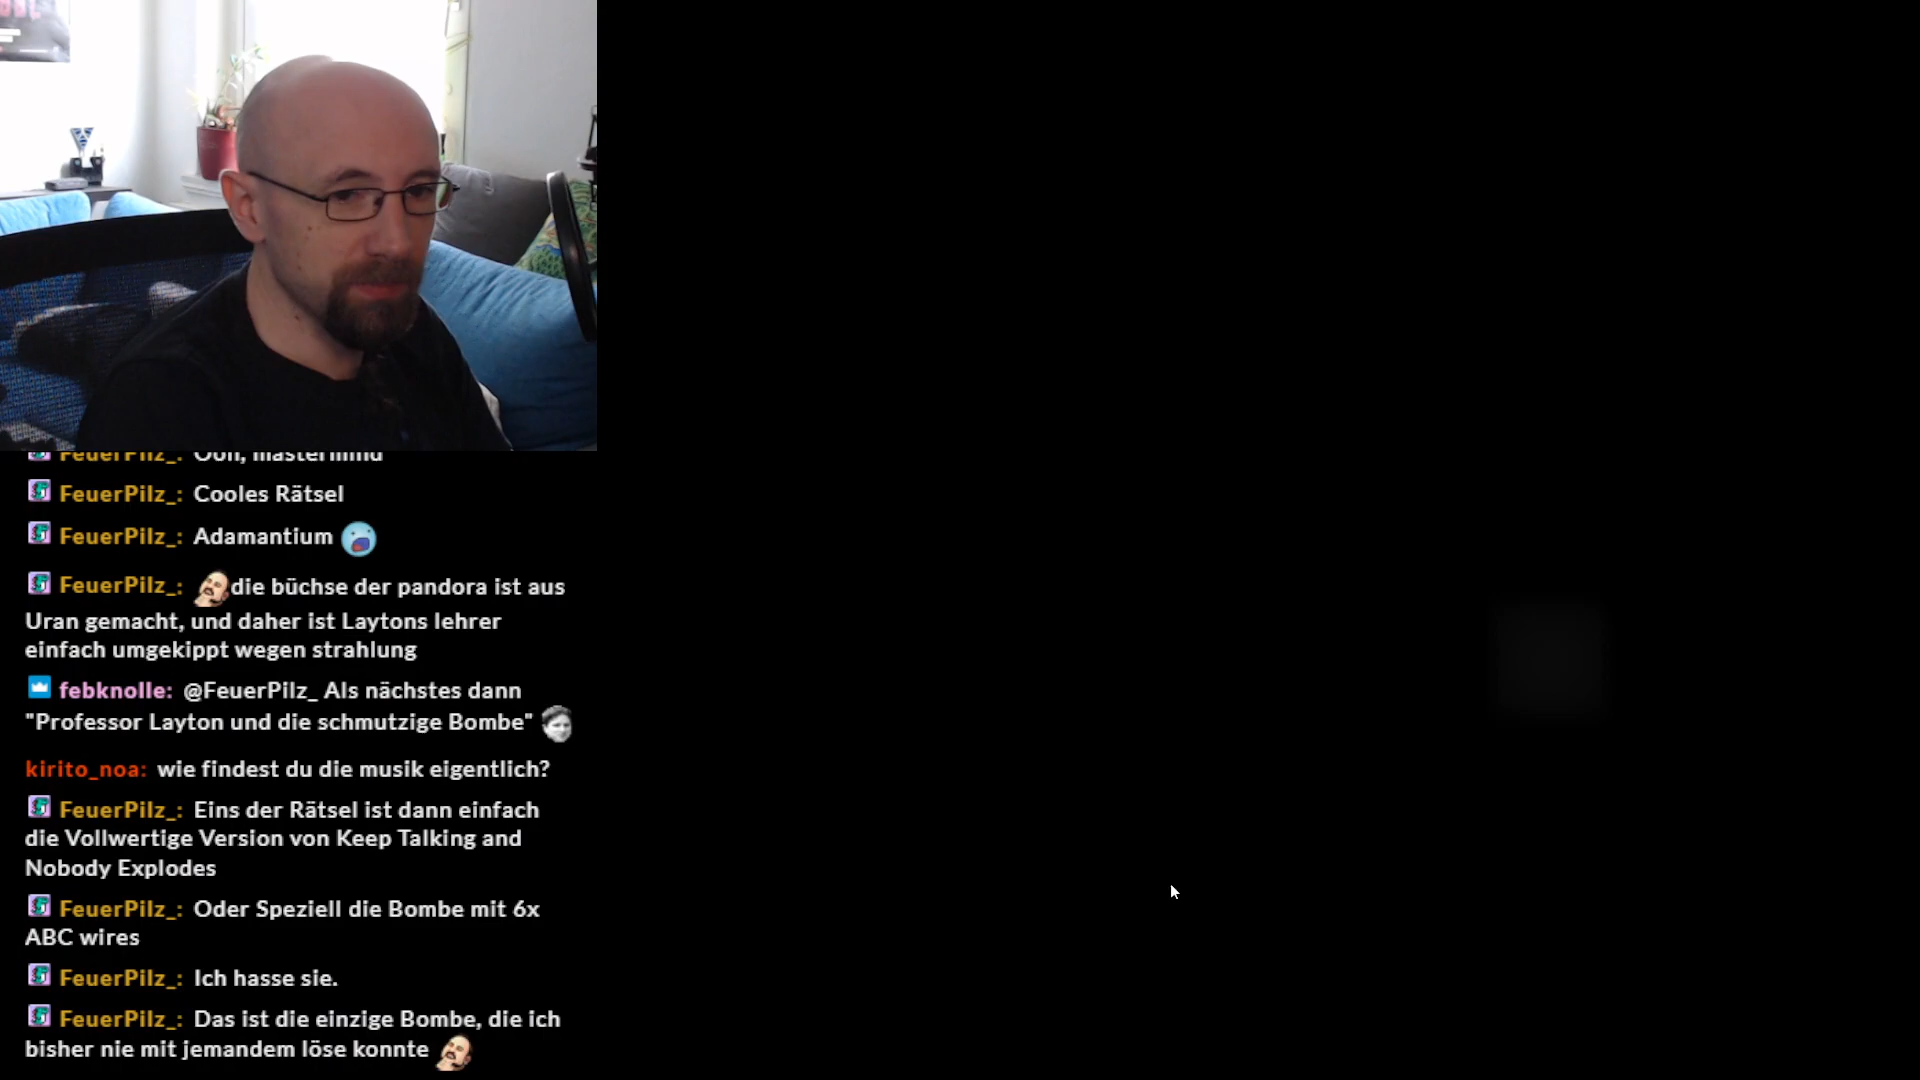 FeuerPilz_: Ooh, mastermind
FeuerPilz_: Cooles Rätsel
FeuerPilz_: Adamantium
FeuerPilz_: die büchse der pandora ist aus
Uran gemacht, und daher ist Laytons lehrer
einfach umgekippt wegen strahlung
febknolle: @FeuerPilz_ Als nächstes dann
"Professor Layton und die schmutzige Bombe"
kirito_noa: wie findest du die musik eigentlich?
FeuerPilz_: Eins der Rätsel ist dann einfach
die Vollwertige Version von Keep Talking and
Nobody Explodes
FeuerPilz_: Oder Speziell die Bombe mit 6x
ABC wires
FeuerPilz_: Ich hasse sie.
FeuerPilz_: Das ist die einzige Bombe, die ich
bisher nie mit jemandem löse konnte